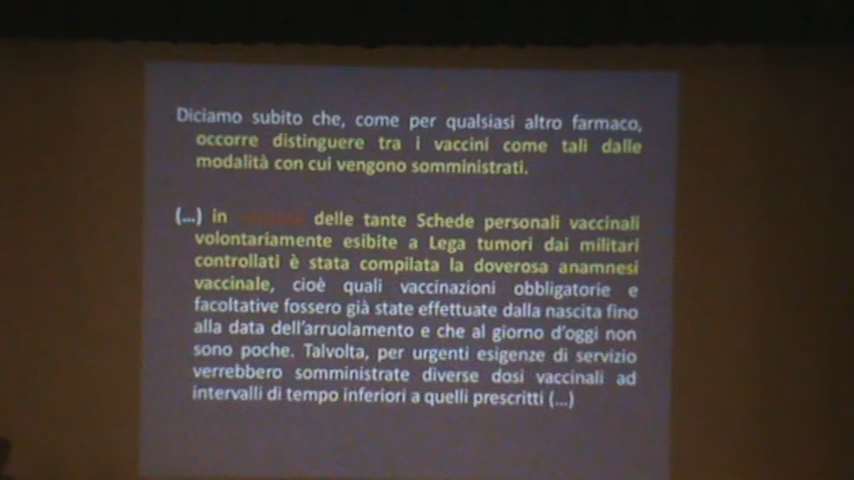 Diciamo subito che, come per qualsiasi altro farmaco,
occorre distinguere tra i vaccini come tali dalle
modalità con cui vengono somministrati.
(...) in delle tante Schede personali vaccinali
volontariamente esibite a Lega tumori dai militari
controllati è stata compilata la doverosa anamnesi
vaccinale, cioè quali vaccinazioni obbligatorie e
facoltative fossero già state effettuate dalla nascita fino
alla data dell'arruolamento e che al giorno d'oggi non
sono poche. Talvolta, per urgenti esigenze di servizio
verrebbero somministrate diverse dosi vaccinali ad
intervalli di tempo inferiori a quelli prescritti (...)